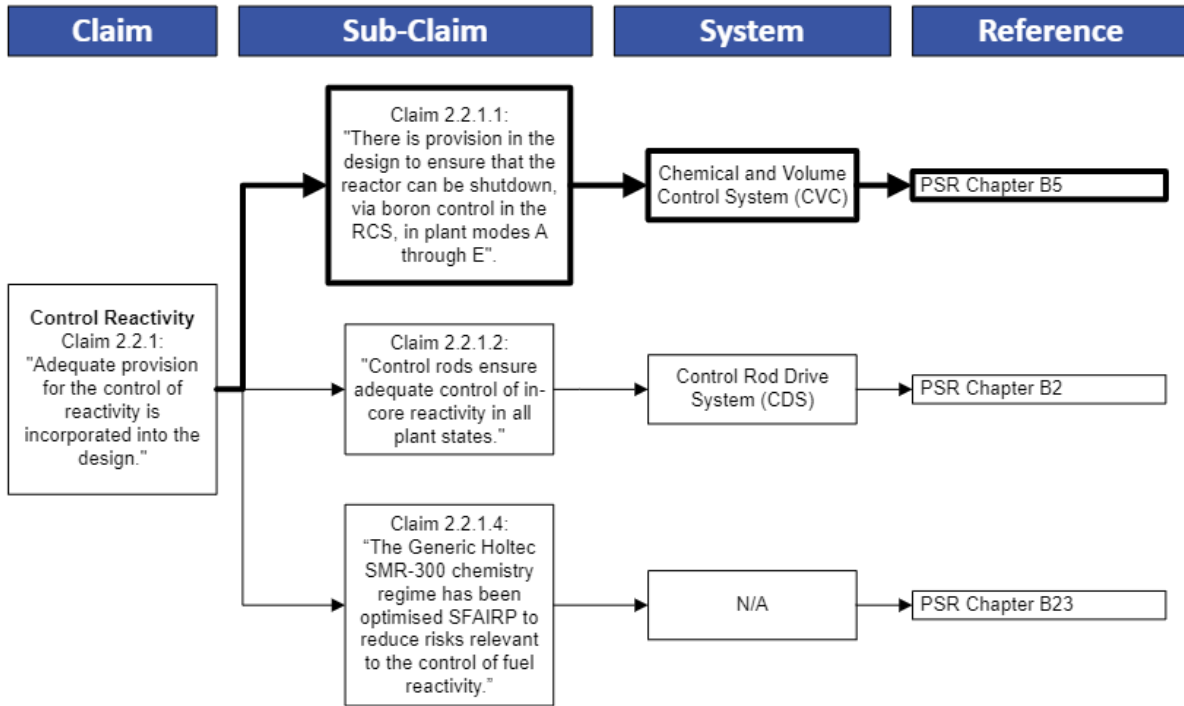 Claim
Sub-Claim
System
Reference
Claim 2.2.1.1:
"There is provision in the
design to ensure that the
reactor can be shutdown,
via boron control in the
RCS, in plant modes A
through E".
Chemical and Volume
Control System (CVC)
PSR Chapter B5
Control Reactivity
Claim 2.2.1:
"Adequate provision
for the control of
reactivity is
incorporated into the
design."
Claim 2.2.1.2:
"Control rods ensure
adequate control of in-
core reactivity in all
plant states."
Control Rod Drive
System (CDS)
PSR Chapter B2
Claim 2.2.1.4:
“The Generic Holtec
SMR-300 chemistry
regime has been
optimised SFAIRP to
reduce risks relevant
to the control of fuel
reactivity.”
N/A
PSR Chapter B23